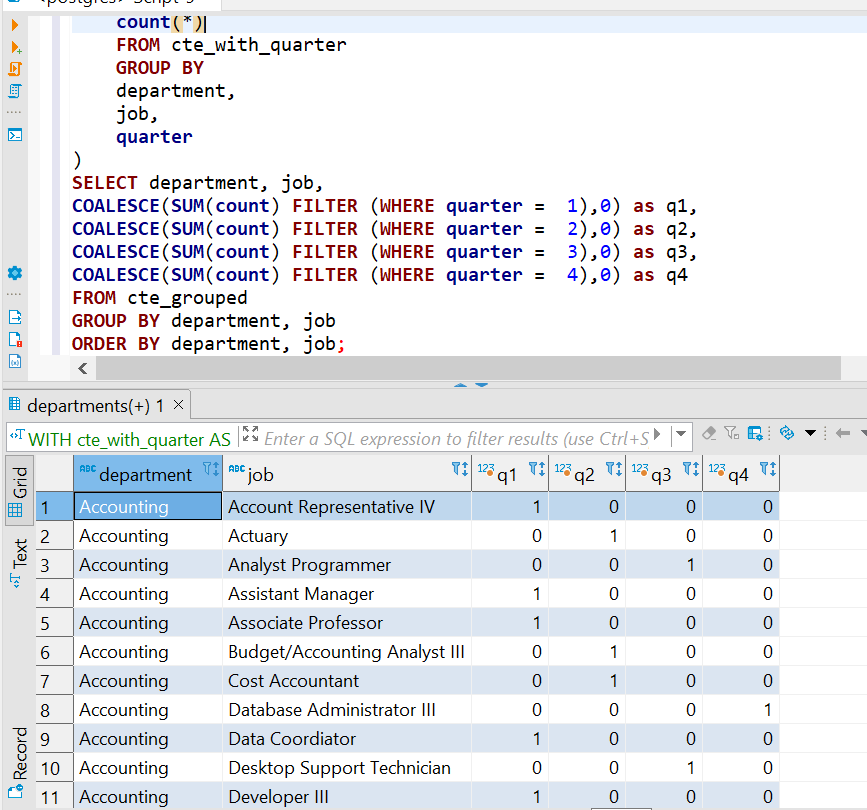 <postgres> Script-9
count(*)
FROM cte_with_quarter
GROUP BY
department,
job,
quarter
)
SELECT department, job,
COALESCE(SUM(count) FILTER (WHERE quarter =  1),0) as q1,
COALESCE(SUM(count) FILTER (WHERE quarter =  2),0) as q2,
COALESCE(SUM(count) FILTER (WHERE quarter =  3),0) as q3,
COALESCE(SUM(count) FILTER (WHERE quarter =  4),0) as q4
FROM cte_grouped
GROUP BY department, job
ORDER BY department, job;
departments(+) 1
WITH cte_with_quarter AS Enter a SQL expression to filter results (use Ctrl+S
Grid
Text
Record
ABC department ABC job 123 q1 123 q2 123 q3 123 q4
1 Accounting Account Representative IV 1 0 0 0
2 Accounting Actuary 0 1 0 0
3 Accounting Analyst Programmer 0 0 1 0
4 Accounting Assistant Manager 1 0 0 0
5 Accounting Associate Professor 1 0 0 0
6 Accounting Budget/Accounting Analyst III 0 1 0 0
7 Accounting Cost Accountant 0 1 0 0
8 Accounting Database Administrator III 0 0 0 1
9 Accounting Data Coordiator 1 0 0 0
10 Accounting Desktop Support Technician 0 0 1 0
11 Accounting Developer III 1 0 0 0